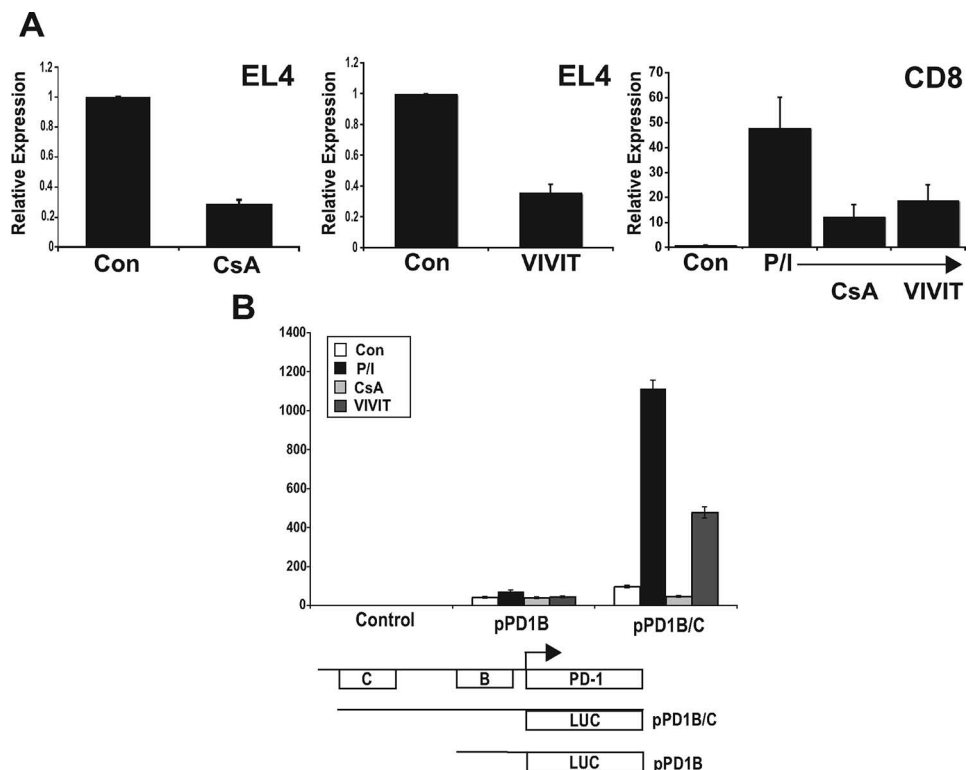 A
EL4
Relative Expression
1.2
1
0.8
0.6
0.4
0.2
0
Con CsA
EL4
Relative Expression
1.2
1
0.8
0.6
0.4
0.2
0
Con VIVIT
CD8
Relative Expression
70
60
50
40
30
20
10
0
Con P/I
CsA VIVIT
B
1400
1200
1000
800
600
400
200
0
Con
P/I
CsA
VIVIT
Control pPD1B pPD1B/C
C B PD-1
LUC pPD1B/C
LUC pPD1B